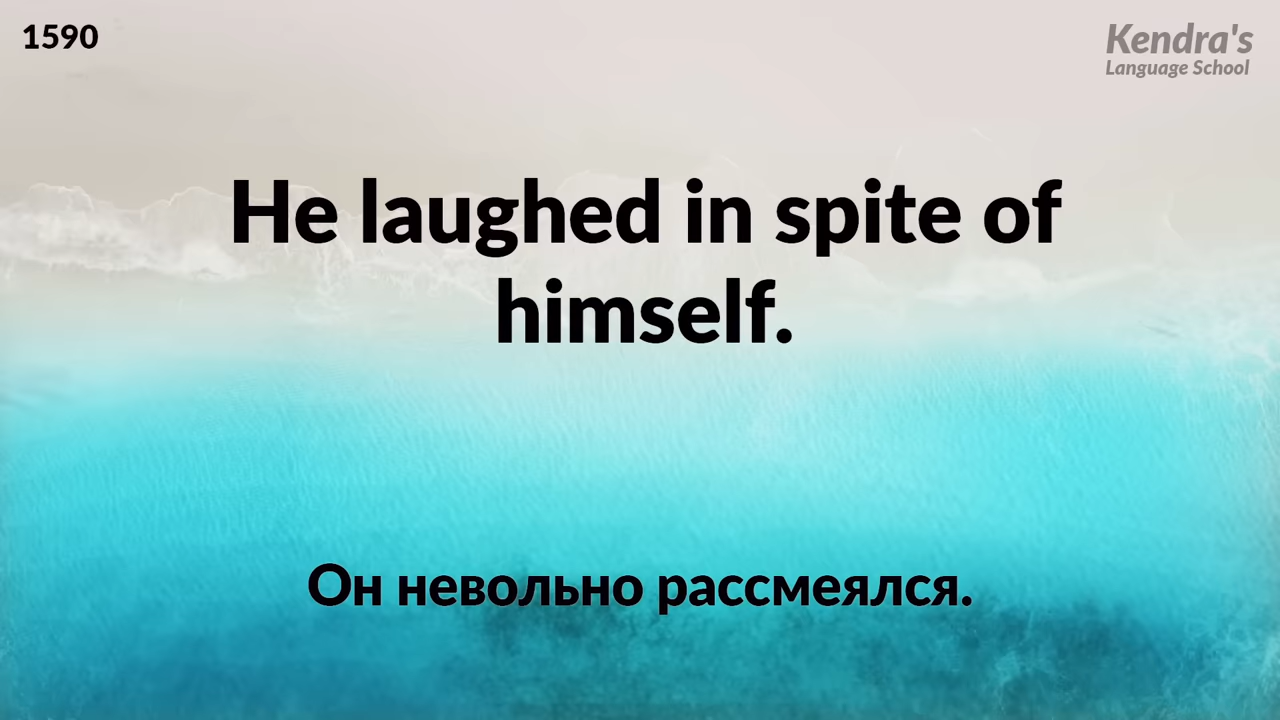 1590
Kendra's
Language School
He laughed in spite of
himself.
Он невольно рассмеялся.